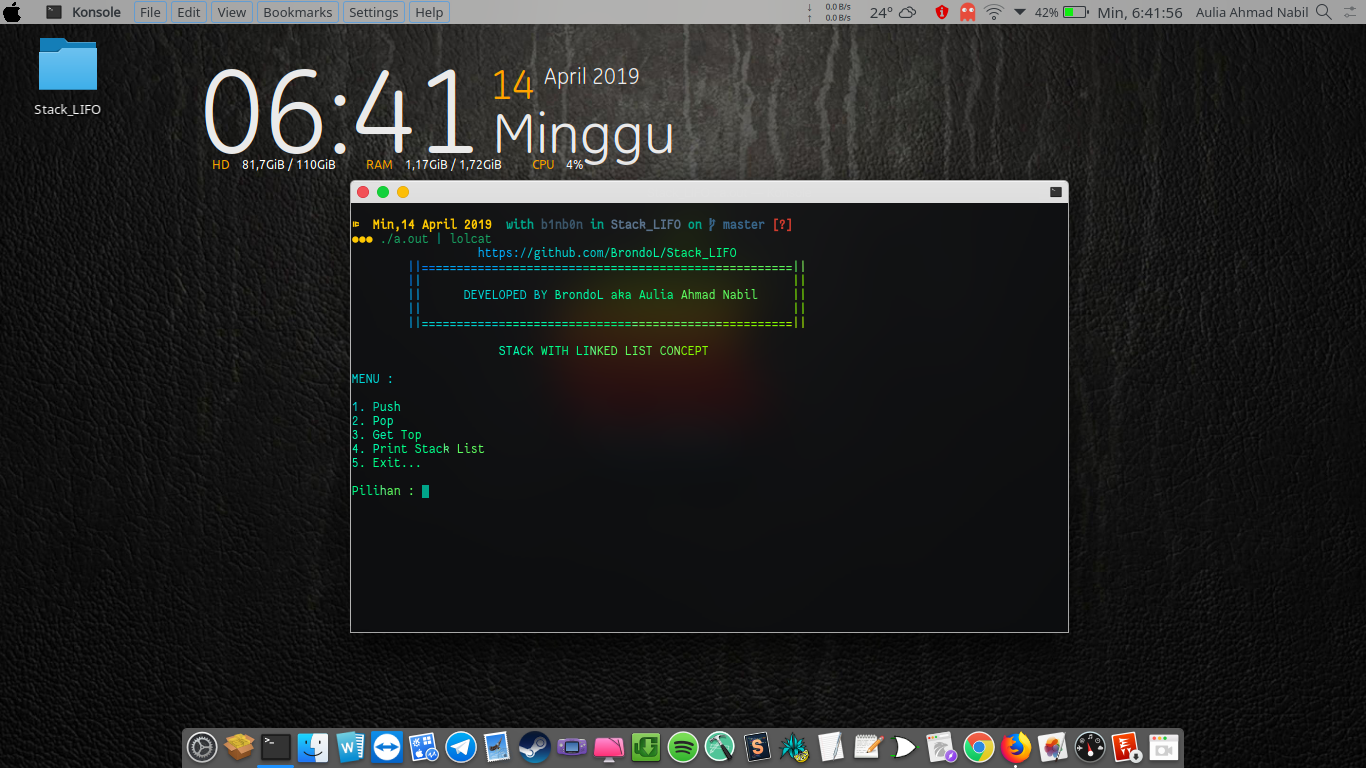 Konsole File Edit View Bookmarks Settings Help ↓ 0.0 B/s ↑ 0.0 B/s 24° 42% Min, 6:41:56 Aulia Ahmad Nabil
Stack_LIFO
06:41 14 April 2019
Minggu
HD 81,7GiB / 110GiB RAM 1,17GiB / 1,72GiB CPU 4%
Min,14 April 2019 with b1nb0n in Stack_LIFO on master [?]
●●● ./a.out | lolcat
https://github.com/BrondoL/Stack_LIFO
||=====================================================||
|| ||
|| DEVELOPED BY BrondoL aka Aulia Ahmad Nabil ||
|| ||
||=====================================================||
STACK WITH LINKED LIST CONCEPT
MENU :
1. Push
2. Pop
3. Get Top
4. Print Stack List
5. Exit...
Pilihan :